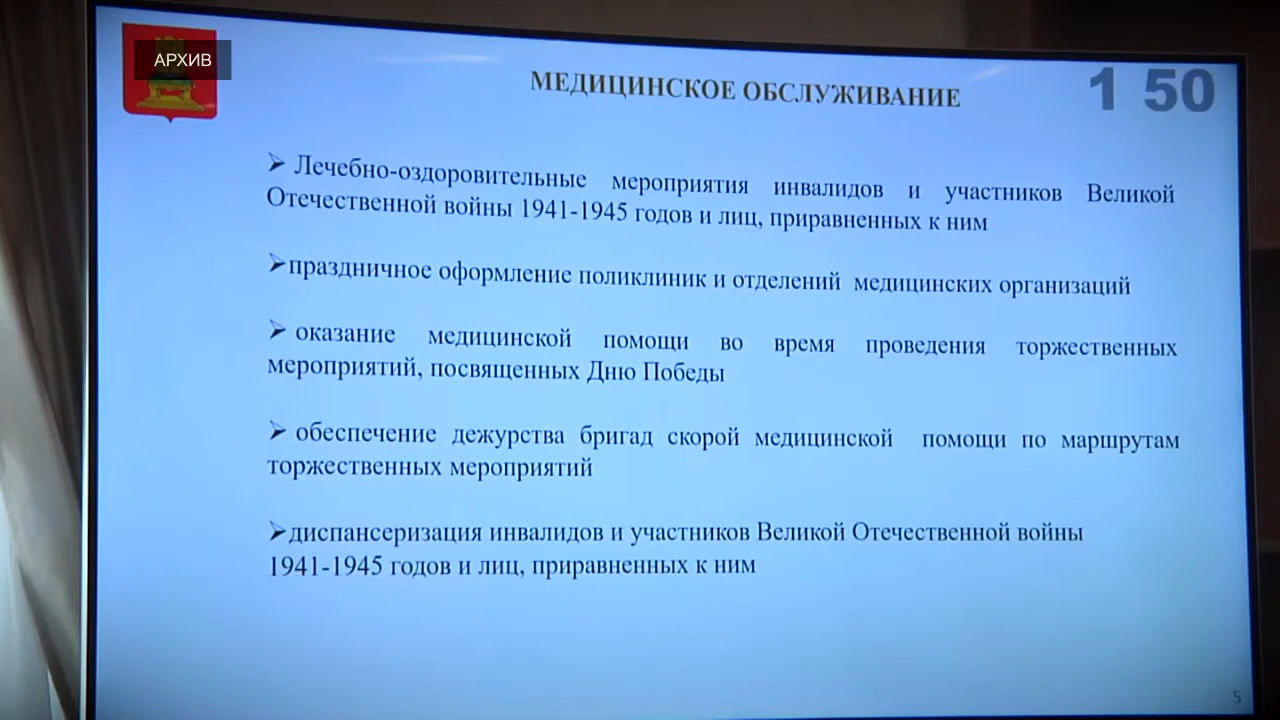 АРХИВ
МЕДИЦИНСКОЕ ОБСЛУЖИВАНИЕ
1 50
➢ Лечебно-оздоровительные мероприятия инвалидов и участников Великой
Отечественной войны 1941-1945 годов и лиц, приравненных к ним
➢праздничное оформление поликлиник и отделений медицинских организаций
➢ оказание медицинской помощи во время проведения торжественных
мероприятий, посвященных Дню Победы
➢ обеспечение дежурства бригад скорой медицинской помощи по маршрутам
торжественных мероприятий
➢диспансеризация инвалидов и участников Великой Отечественной войны
1941-1945 годов и лиц, приравненных к ним
5